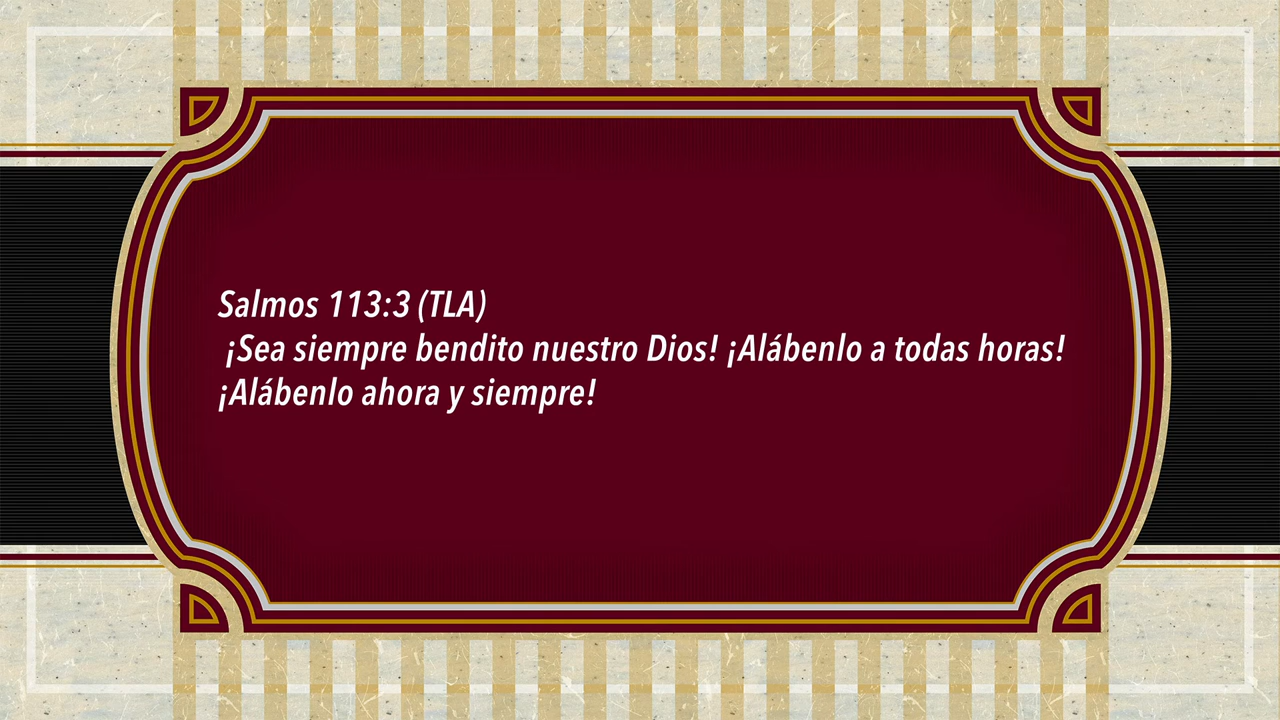 Salmos 113:3 (TLA)
¡Sea siempre bendito nuestro Dios! ¡Alábenlo a todas horas!
¡Alábenlo ahora y siempre!